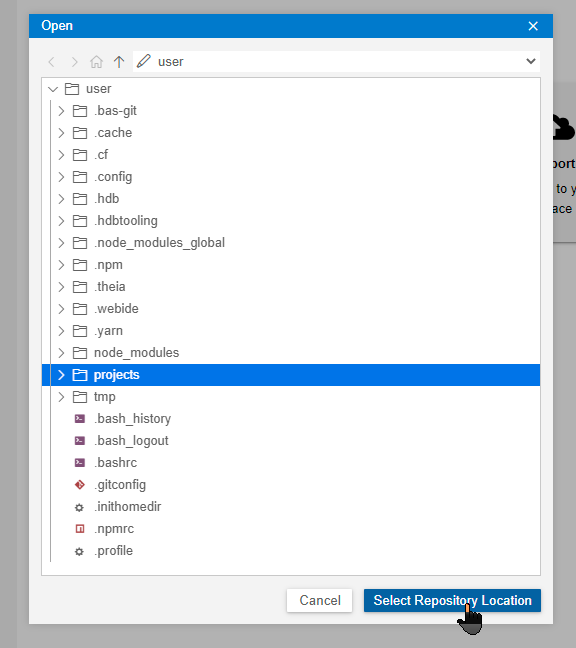 Open
user
user
.bas-git
.cache
.cf
.config
.hdb
.hdbtooling
.node_modules_global
.npm
.theia
.webide
.yarn
node_modules
projects
tmp
.bash_history
.bash_logout
.bashrc
.gitconfig
.inithomedir
.npmrc
.profile
Cancel
Select Repository Location
port
to y
ace